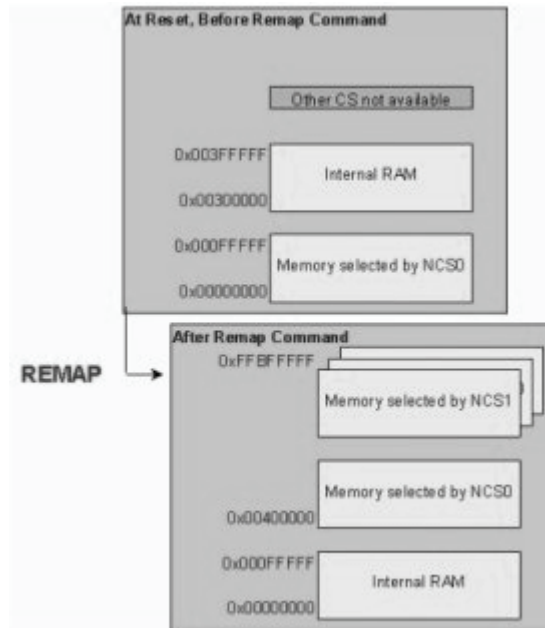 At Reset, Before Remap Command
Other CS not available
0x003FFFFF
Internal RAM
0x00300000
0x000FFFFF
Memory selected by NCS0
0x00000000
REMAP
After Remap Command
0xFFBFFFFF
Memory selected by NCS1
Memory selected by NCS0
0x00400000
0x000FFFFF
Internal RAM
0x00000000